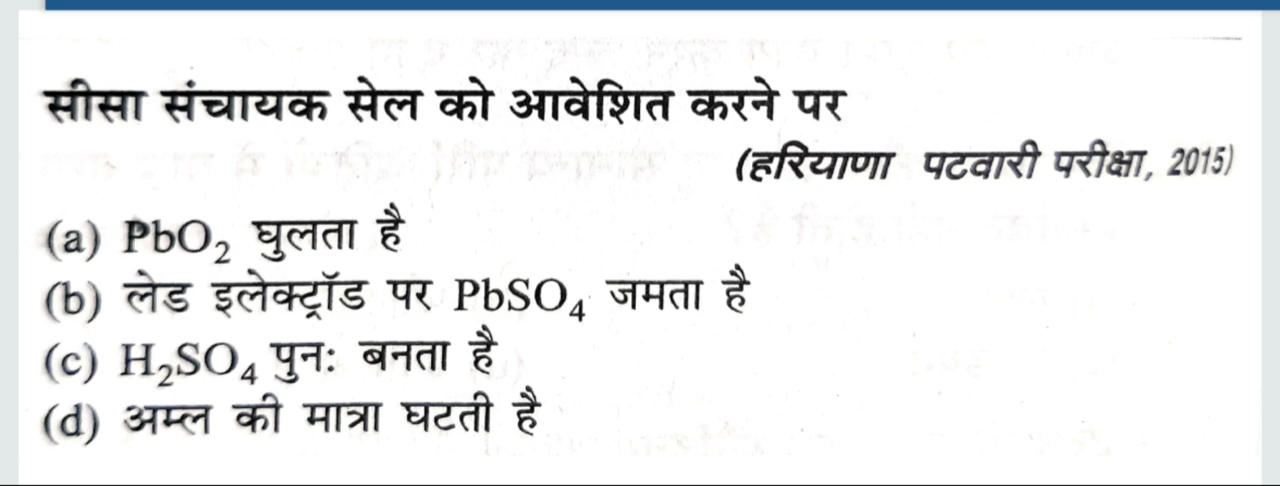 सीसा संचायक सेल को आवेशित करने पर
(हरियाणा पटवारी परीक्षा, 2015)
(a) PbO₂ घुलता है
(b) लेड इलेक्ट्रॉड पर PbSO₄ जमता है
(c) H₂SO₄ पुनः बनता है
(d) अम्ल की मात्रा घटती है